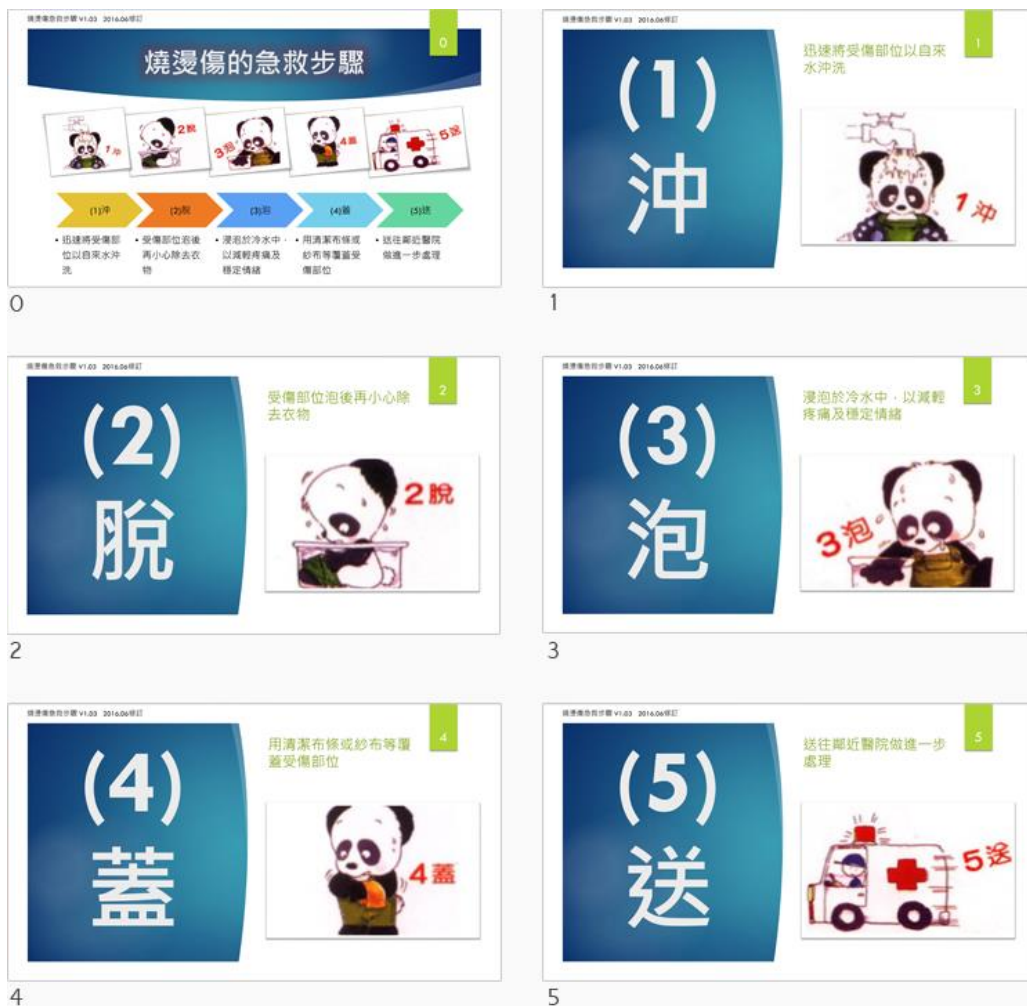 燒燙傷急救步驟 V1.03 2016.06修訂
0
燒燙傷的急救步驟
1沖
2脫
3泡
4蓋
5送
(1)沖
(2)脫
(3)泡
(4)蓋
(5)送
▪ 迅速將受傷部
位以自來水沖
洗
▪ 受傷部位泡後
再小心除去衣
物
▪ 浸泡於冷水中，
以減輕疼痛及
穩定情緒
▪ 用清潔布條或
紗布等覆蓋受
傷部位
▪ 送往鄰近醫院
做進一步處理
0
燒燙傷急救步驟 V1.03 2016.06修訂
1
(1)
沖
迅速將受傷部位以自來
水沖洗
1沖
1
燒燙傷急救步驟 V1.03 2016.06修訂
2
(2)
脫
受傷部位泡後再小心除
去衣物
2脫
2
燒燙傷急救步驟 V1.03 2016.06修訂
3
(3)
泡
浸泡於冷水中，以減輕
疼痛及穩定情緒
3泡
3
燒燙傷急救步驟 V1.03 2016.06修訂
4
(4)
蓋
用清潔布條或紗布等覆
蓋受傷部位
4蓋
4
燒燙傷急救步驟 V1.03 2016.06修訂
5
(5)
送
送往鄰近醫院做進一步
處理
5送
5